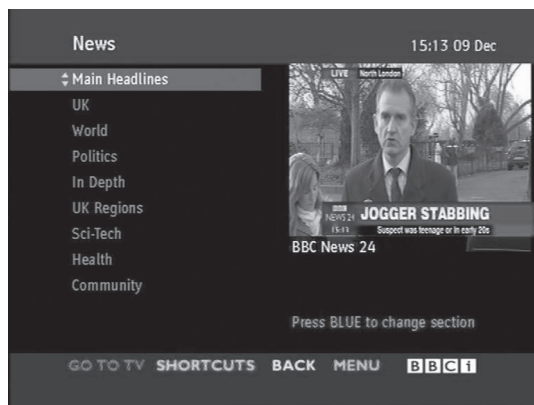 News
15:13 09 Dec
Main Headlines
UK
World
Politics
In Depth
UK Regions
Sci-Tech
Health
Community
LIVE North London
BBC
NEWS 24
JOGGER STABBING
15:13
Suspect was teenage or in early 20s
BBC News 24
Press BLUE to change section
GO TO TV SHORTCUTS BACK MENU BBCi